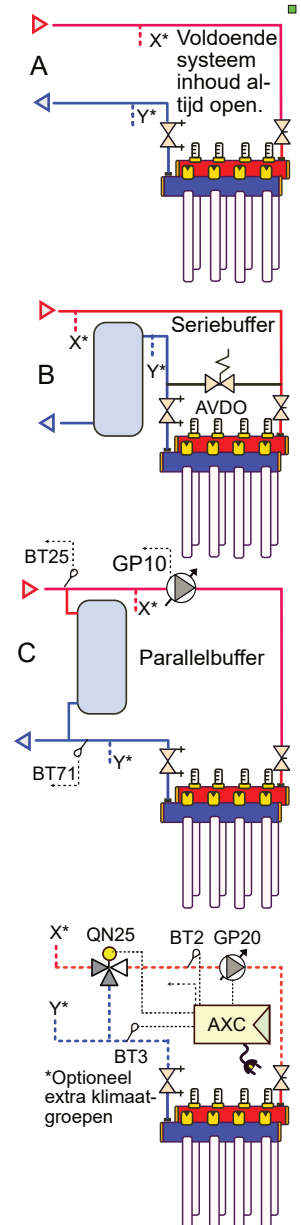 X*
Voldoende
systeem
inhoud al-
tijd open.
A
Y*
X*
Seriebuffer
Y*
B
AVDO
BT25
GP10
X*
C
Parallelbuffer
Y*
BT71
X*
QN25
BT2
GP20
Y*
AXC
BT3
*Optioneel
extra klimaat-
groepen